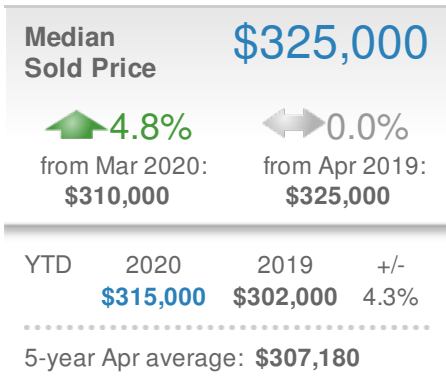 Median
Sold Price
$325,000
4.8%
from Mar 2020:
$310,000
0.0%
from Apr 2019:
$325,000
YTD 2020 2019 +/-
$315,000 $302,000 4.3%
5-year Apr average: $307,180